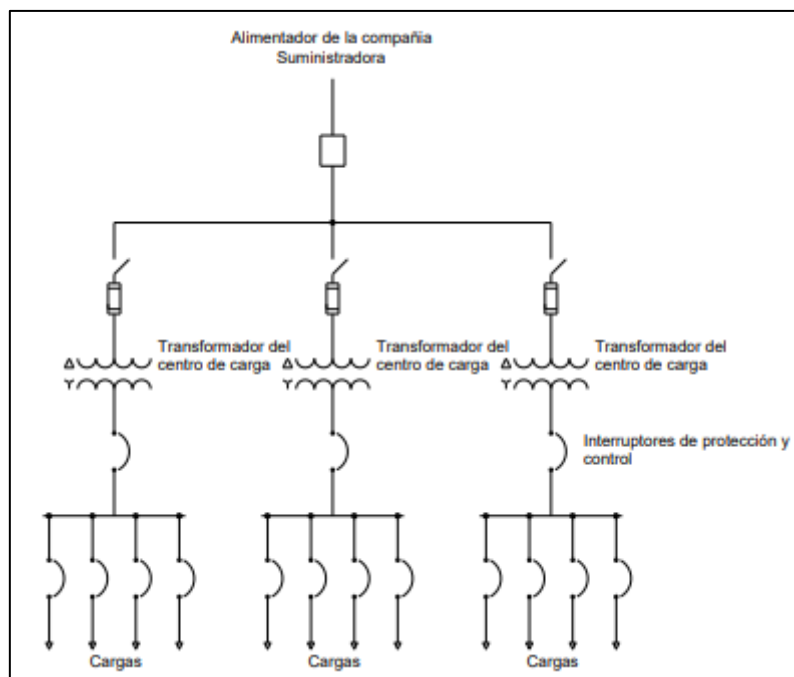 Alimentador de la compañia
Suministradora
Transformador del
centro de carga
Transformador del
centro de carga
Transformador del
centro de carga
Interruptores de protección y
control
Cargas
Cargas
Cargas